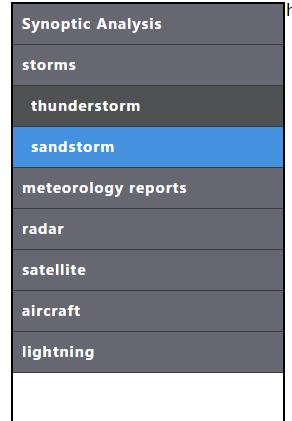 Synoptic Analysis
storms
thunderstorm
sandstorm
meteorology reports
radar
satellite
aircraft
lightning